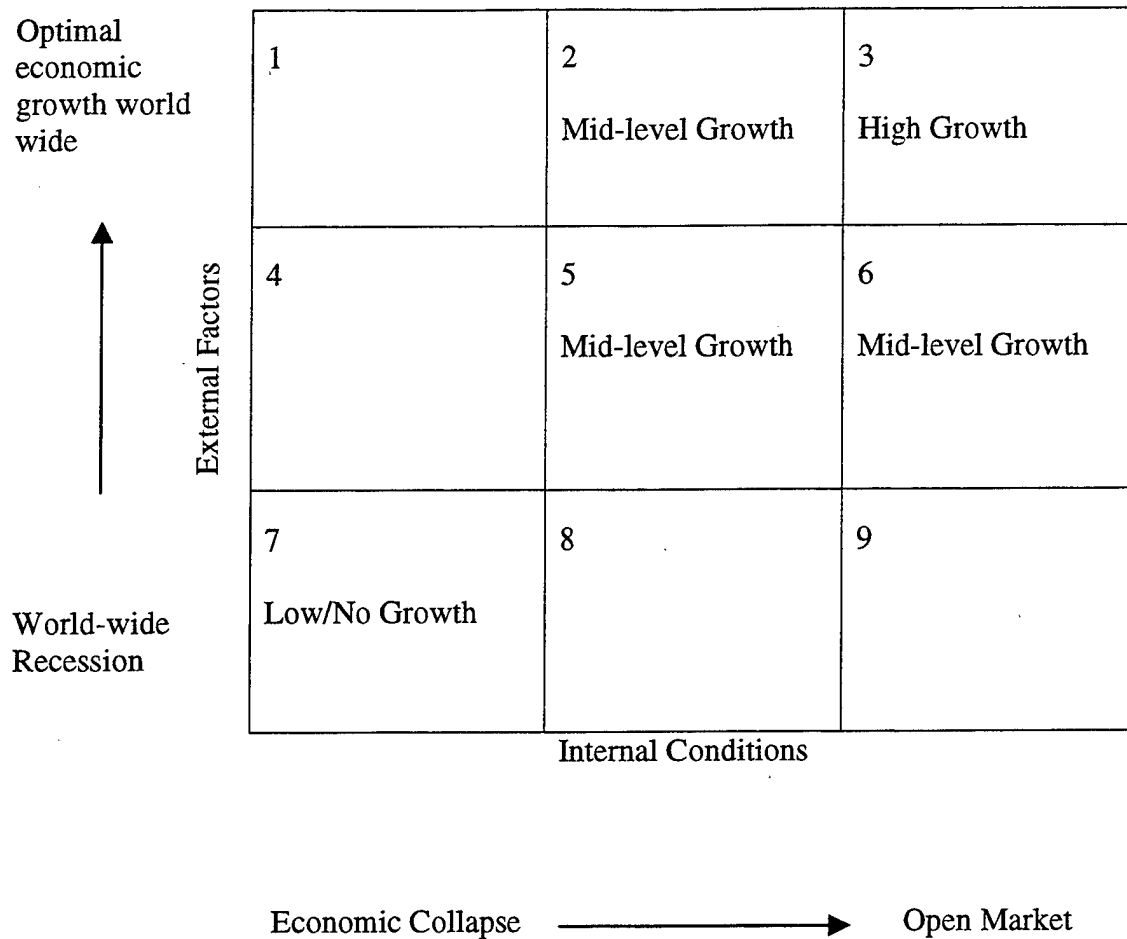 Optimal
economic
growth world
wide
1
2
3
Mid-level Growth
High Growth
External Factors
4
5
6
Mid-level Growth
Mid-level Growth
7
8
9
Low/No Growth
World-wide
Recession
Internal Conditions
Economic Collapse
Open Market